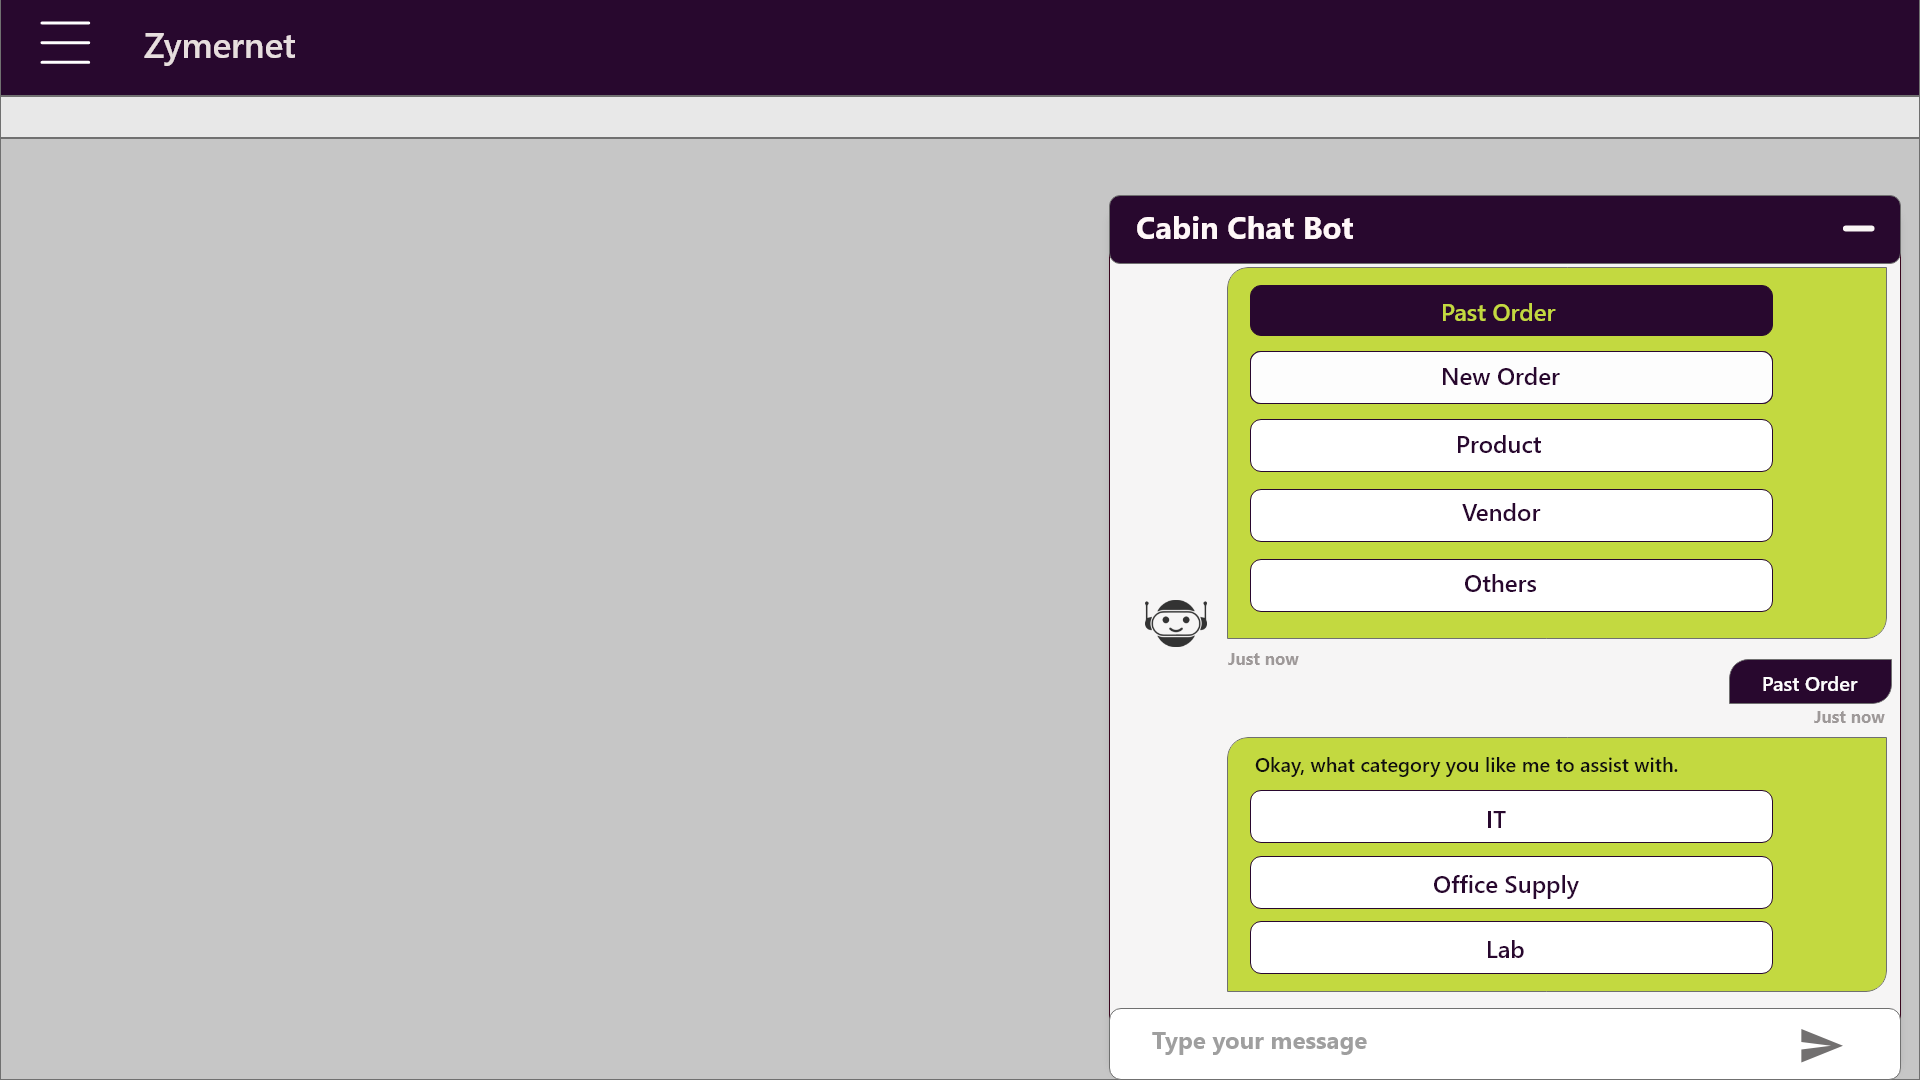 Zymernet
Cabin Chat Bot
Past Order
New Order
Product
Vendor
Others
Just now
Past Order
Just now
Okay, what category you like me to assist with.
IT
Office Supply
Lab
Type your message